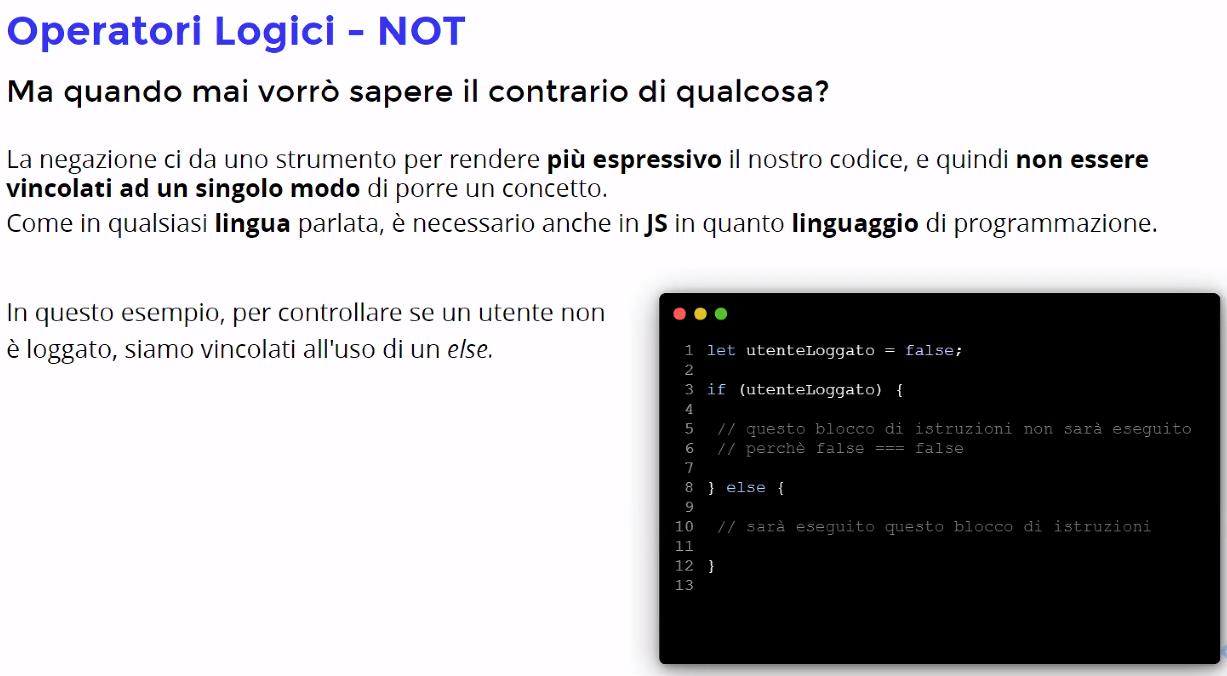 Operatori Logici - NOT
Ma quando mai vorrò sapere il contrario di qualcosa?
La negazione ci da uno strumento per rendere più espressivo il nostro codice, e quindi non essere
vincolati ad un singolo modo di porre un concetto.
Come in qualsiasi lingua parlata, è necessario anche in JS in quanto linguaggio di programmazione.
In questo esempio, per controllare se un utente non
è loggato, siamo vincolati all'uso di un else.
1 let utenteLoggato = false;
2
3 if (utenteLoggato) {
4
5 // questo blocco di istruzioni non sarà eseguito
6 // perchè false === false
7
8 } else {
9
10 // sarà eseguito questo blocco di istruzioni
11
12 }
13